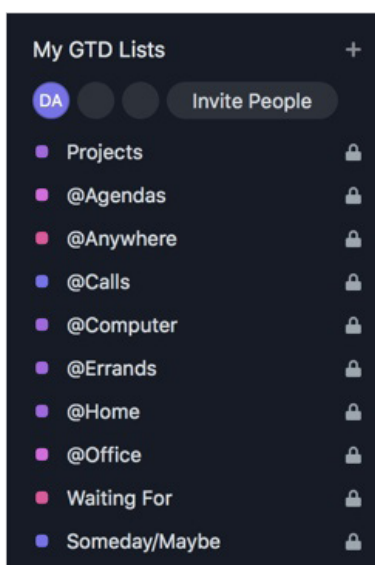 My GTD Lists +
DA Invite People
Projects
@Agendas
@Anywhere
@Calls
@Computer
@Errands
@Home
@Office
Waiting For
Someday/Maybe